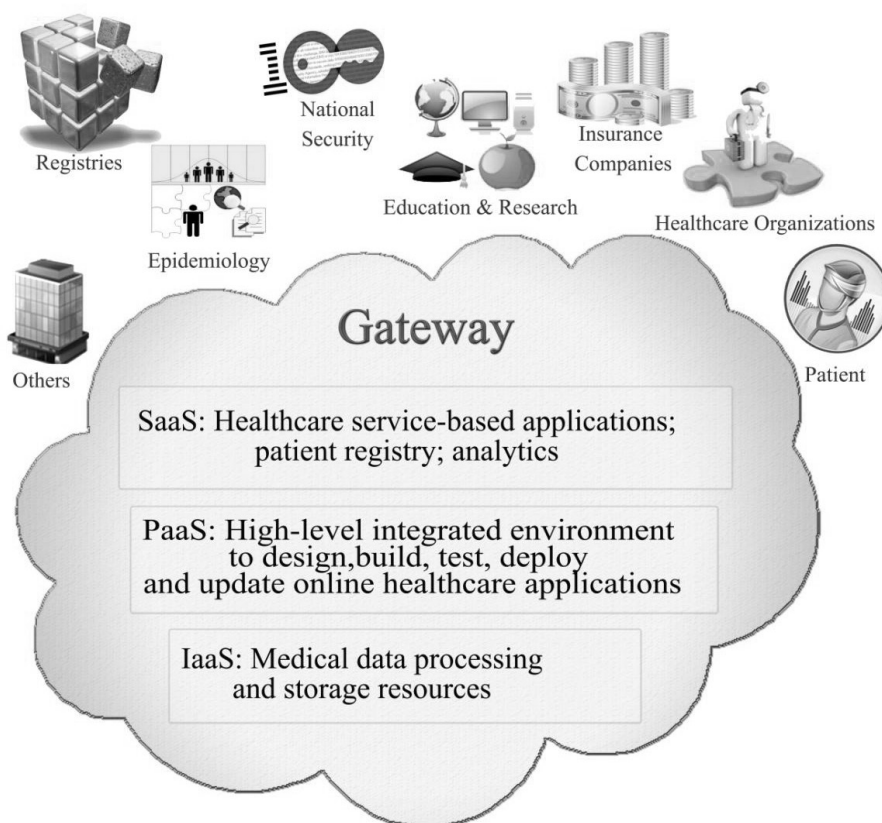 National
Security
Insurance
Companies
Registries
Education & Research
Healthcare Organizations
Epidemiology
Others
Patient
Gateway
SaaS: Healthcare service-based applications;
patient registry; analytics
PaaS: High-level integrated environment
to design,build, test, deploy
and update online healthcare applications
IaaS: Medical data processing
and storage resources